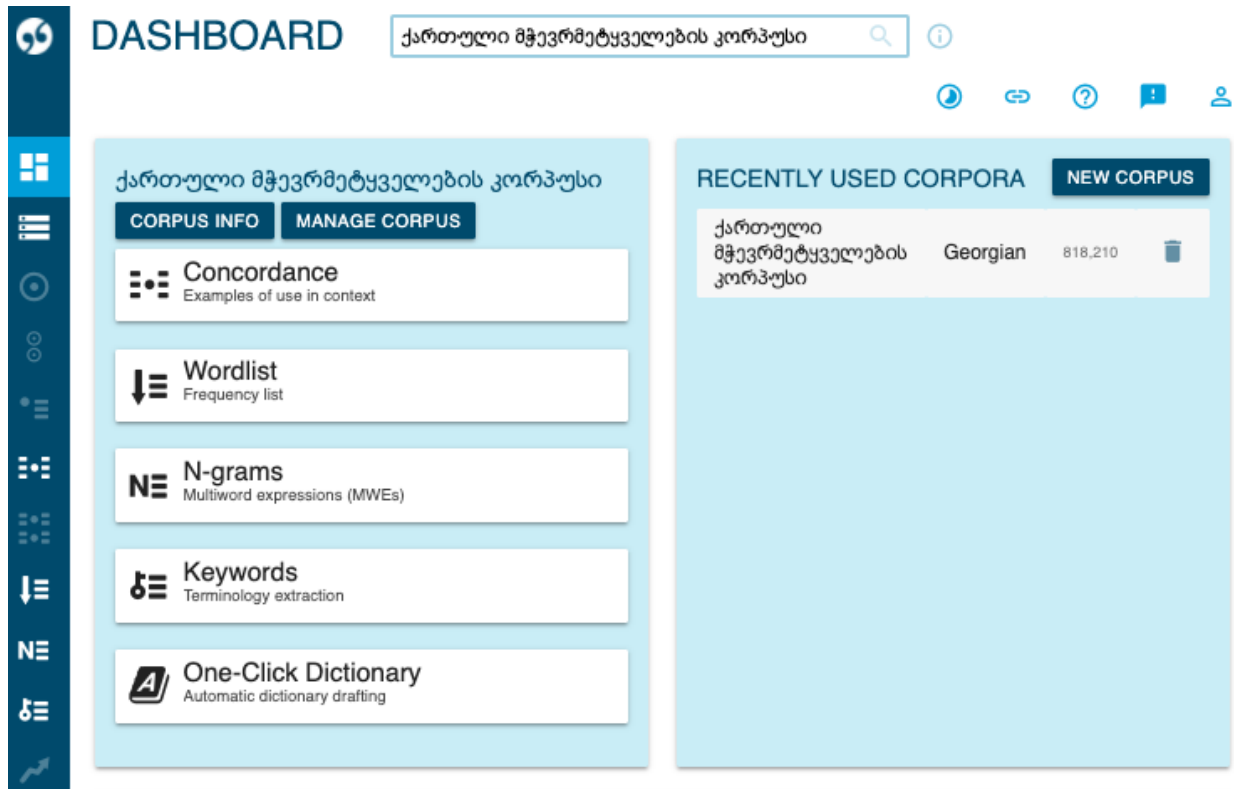 DASHBOARD
ქართული მჭევრმეტყველების კორპუსი
ქართული მჭევრმეტყველების კორპუსი
CORPUS INFO
MANAGE CORPUS
Concordance
Examples of use in context
Wordlist
Frequency list
N-grams
Multiword expressions (MWEs)
Keywords
Terminology extraction
One-Click Dictionary
Automatic dictionary drafting
RECENTLY USED CORPORA
NEW CORPUS
ქართული
მჭევრმეტყველების
კორპუსი
Georgian
818,210